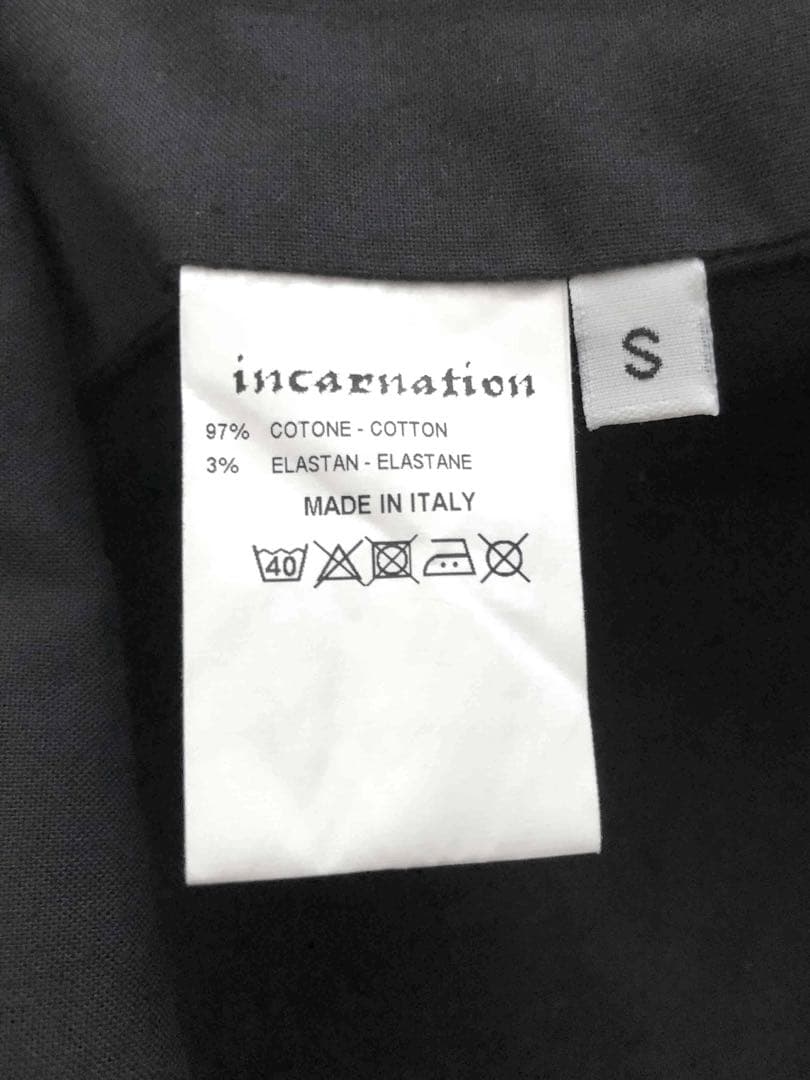 incarnation
97% COTONE - COTTON
3% ELASTAN - ELASTANE
MADE IN ITALY
40
S